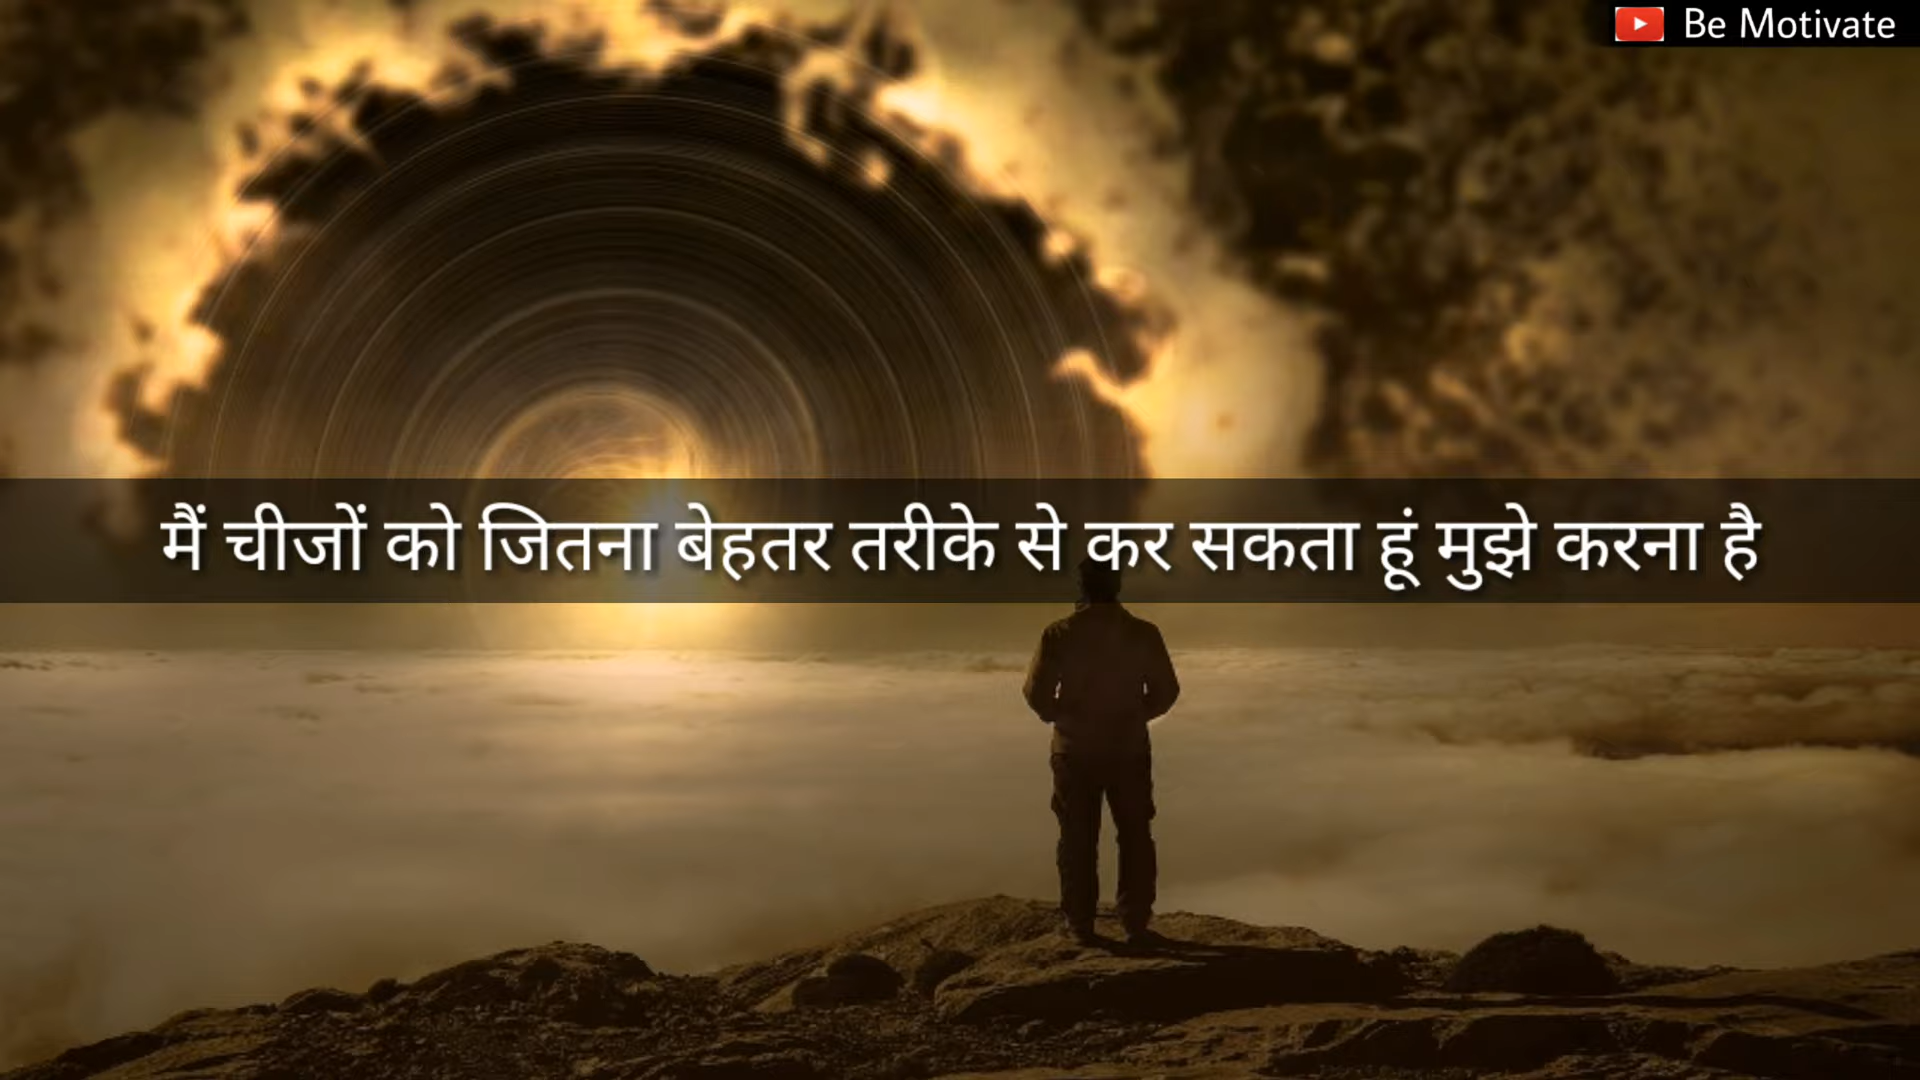 Be Motivate
मैं चीजों को जितना बेहतर तरीके से कर सकता हूं मुझे करना है